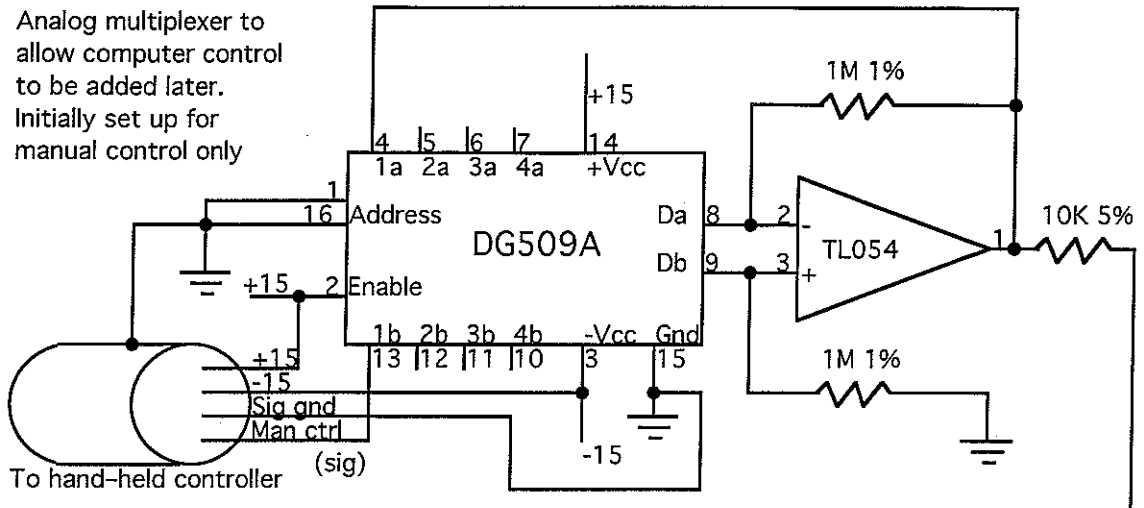 Analog multiplexer to
allow computer control
to be added later.
Initially set up for
manual control only
+15
1M 1%
4 5 6 7 14
1a 2a 3a 4a +Vcc
1
16 Address
Da 8
2 -
DG509A
TL054
1
10K 5%
Db 9
3 +
+15 2 Enable
1b 2b 3b 4b -Vcc Gnd
13 12 11 10 3 15
1M 1%
+15
-15
Sig gnd
Man ctrl
(sig)
-15
To hand-held controller